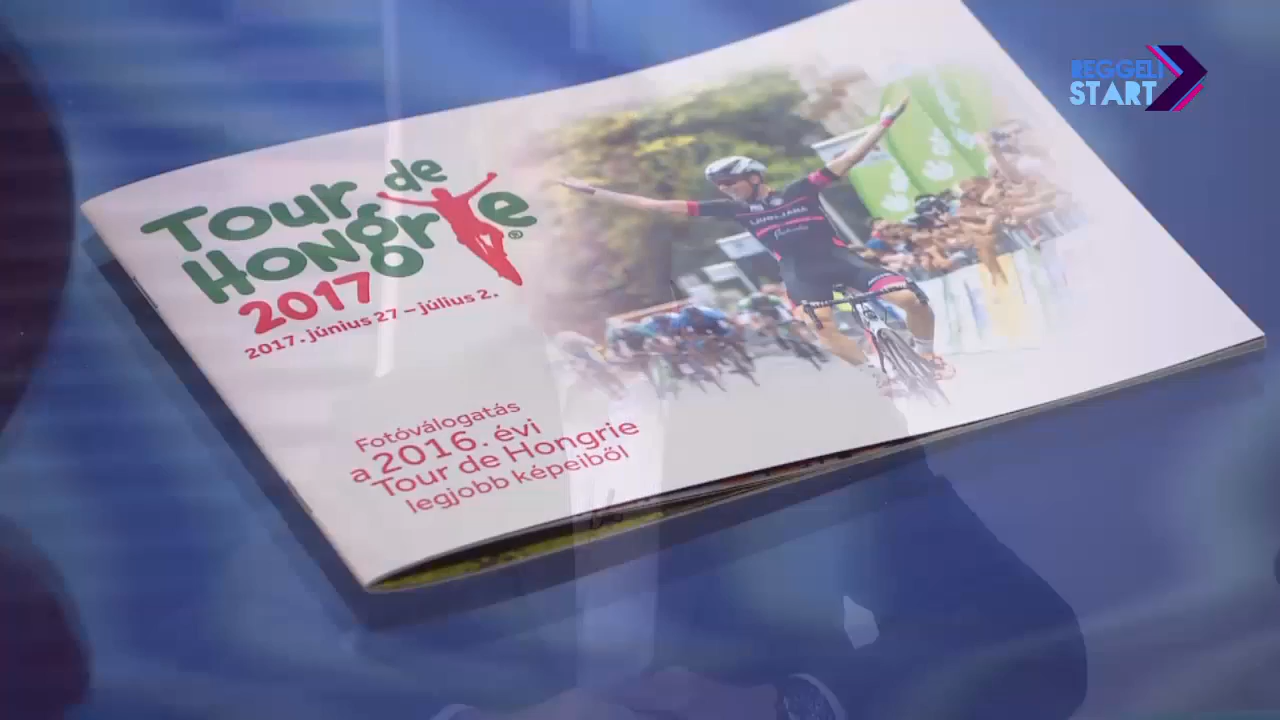 REGGELI
START
Tour de
Hongrie®
2017
2017. június 27 – július 2.
LJUBLJANA
Fotóválogatás
a 2016. évi
Tour de Hongrie
legjobb képeiből